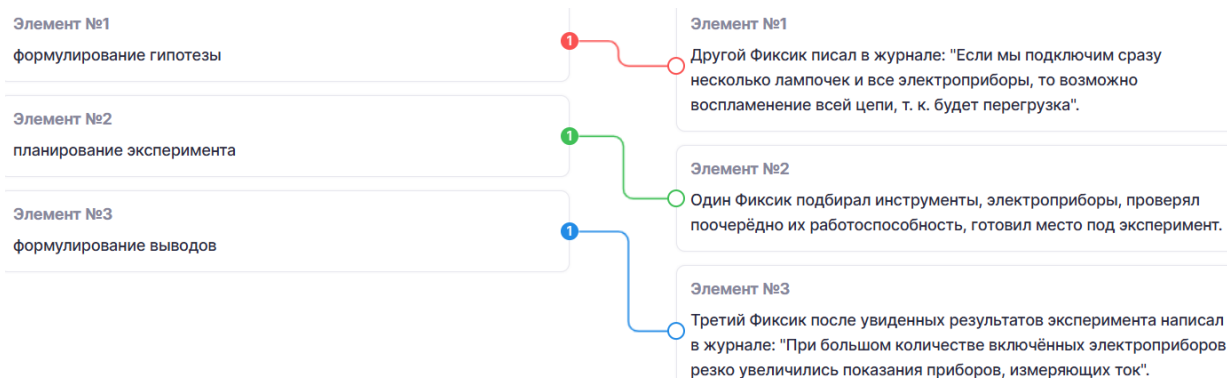 Элемент №1
формулирование гипотезы
1
Элемент №2
планирование эксперимента
1
Элемент №3
формулирование выводов
1
Элемент №1
Другой Фиксик писал в журнале: "Если мы подключим сразу
несколько лампочек и все электроприборы, то возможно
воспламенение всей цепи, т. к. будет перегрузка".
Элемент №2
Один Фиксик подбирал инструменты, электроприборы, проверял
поочерёдно их работоспособность, готовил место под эксперимент.
Элемент №3
Третий Фиксик после увиденных результатов эксперимента написал
в журнале: "При большом количестве включённых электроприборов
резко увеличились показания приборов, измеряющих ток".